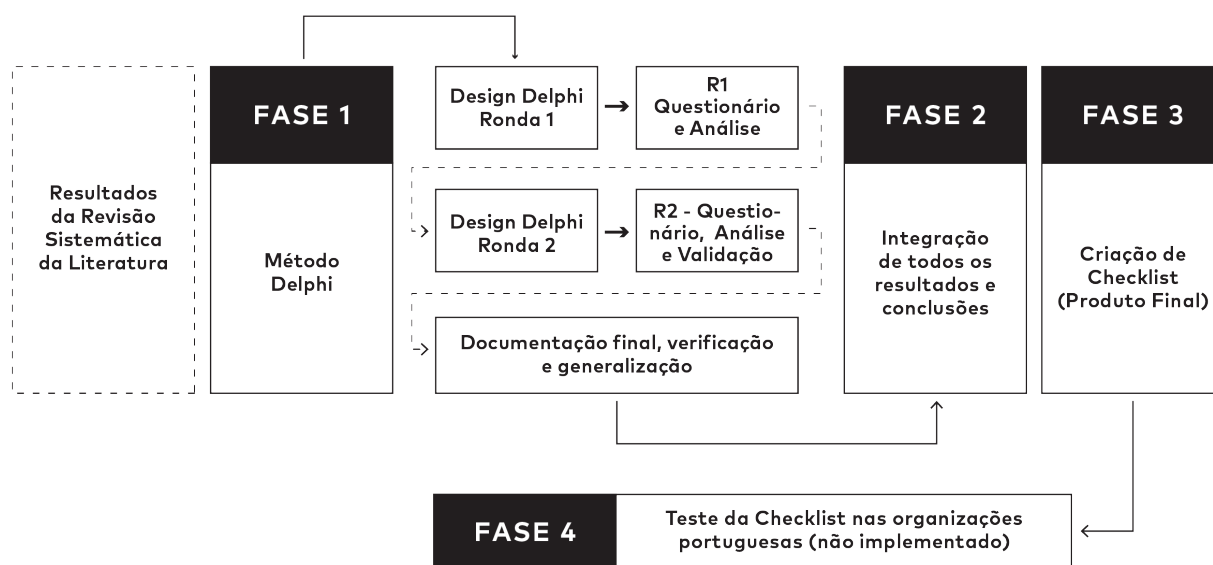 Resultados
da Revisão
Sistemática
da Literatura
FASE 1
Método
Delphi
Design Delphi
Ronda 1
R1
Questionário
e Análise
Design Delphi
Ronda 2
R2 - Questio-
nário, Análise
e Validação
Documentação final, verificação
e generalização
FASE 2
Integração
de todos os
resultados e
conclusões
FASE 3
Criação de
Checklist
(Produto Final)
FASE 4
Teste da Checklist nas organizações
portuguesas (não implementado)